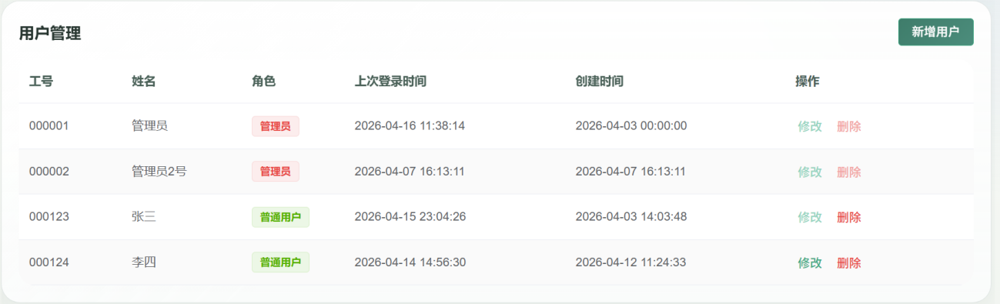 用户管理 新增用户
工号 姓名 角色 上次登录时间 创建时间 操作
000001 管理员 管理员 2026-04-16 11:38:14 2026-04-03 00:00:00 修改 删除
000002 管理员2号 管理员 2026-04-07 16:13:11 2026-04-07 16:13:11 修改 删除
000123 张三 普通用户 2026-04-15 23:04:26 2026-04-03 14:03:48 修改 删除
000124 李四 普通用户 2026-04-14 14:56:30 2026-04-12 11:24:33 修改 删除